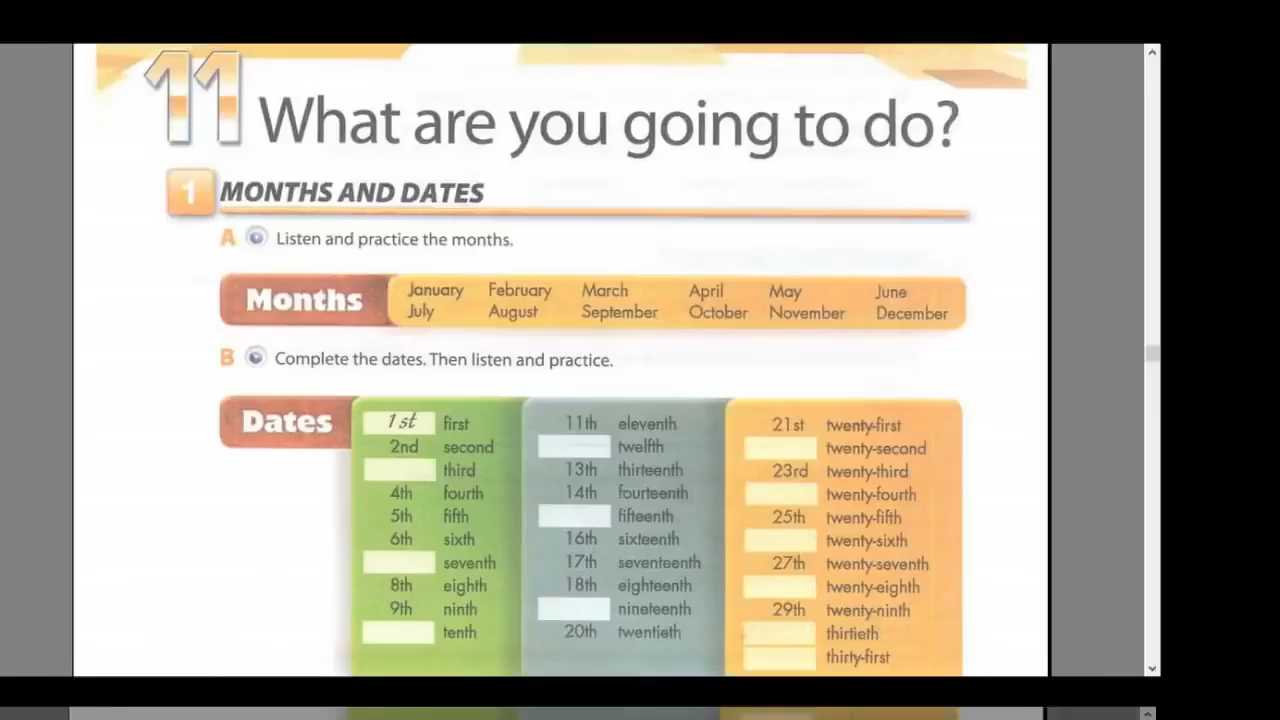 11
What are you going to do?
1 MONTHS AND DATES
A Listen and practice the months.
Months
January February March April May June
July August September October November December
B Complete the dates. Then listen and practice.
Dates
1st first
2nd second
third
4th fourth
5th fifth
6th sixth
seventh
8th eighth
9th ninth
tenth
11th eleventh
twelfth
13th thirteenth
14th fourteenth
fifteenth
16th sixteenth
17th seventeenth
18th eighteenth
nineteenth
20th twentieth
21st twenty-first
twenty-second
23rd twenty-third
twenty-fourth
25th twenty-fifth
twenty-sixth
27th twenty-seventh
twenty-eighth
29th twenty-ninth
thirtieth
thirty-first